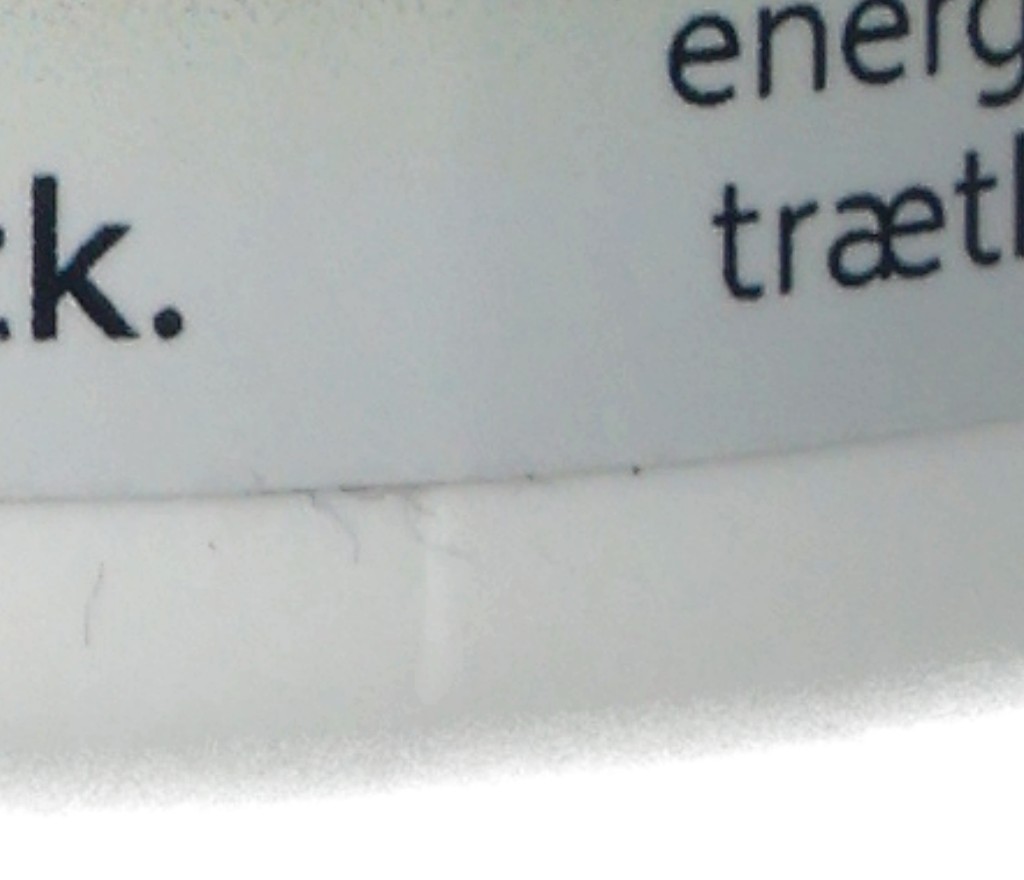 k.
energ
træt